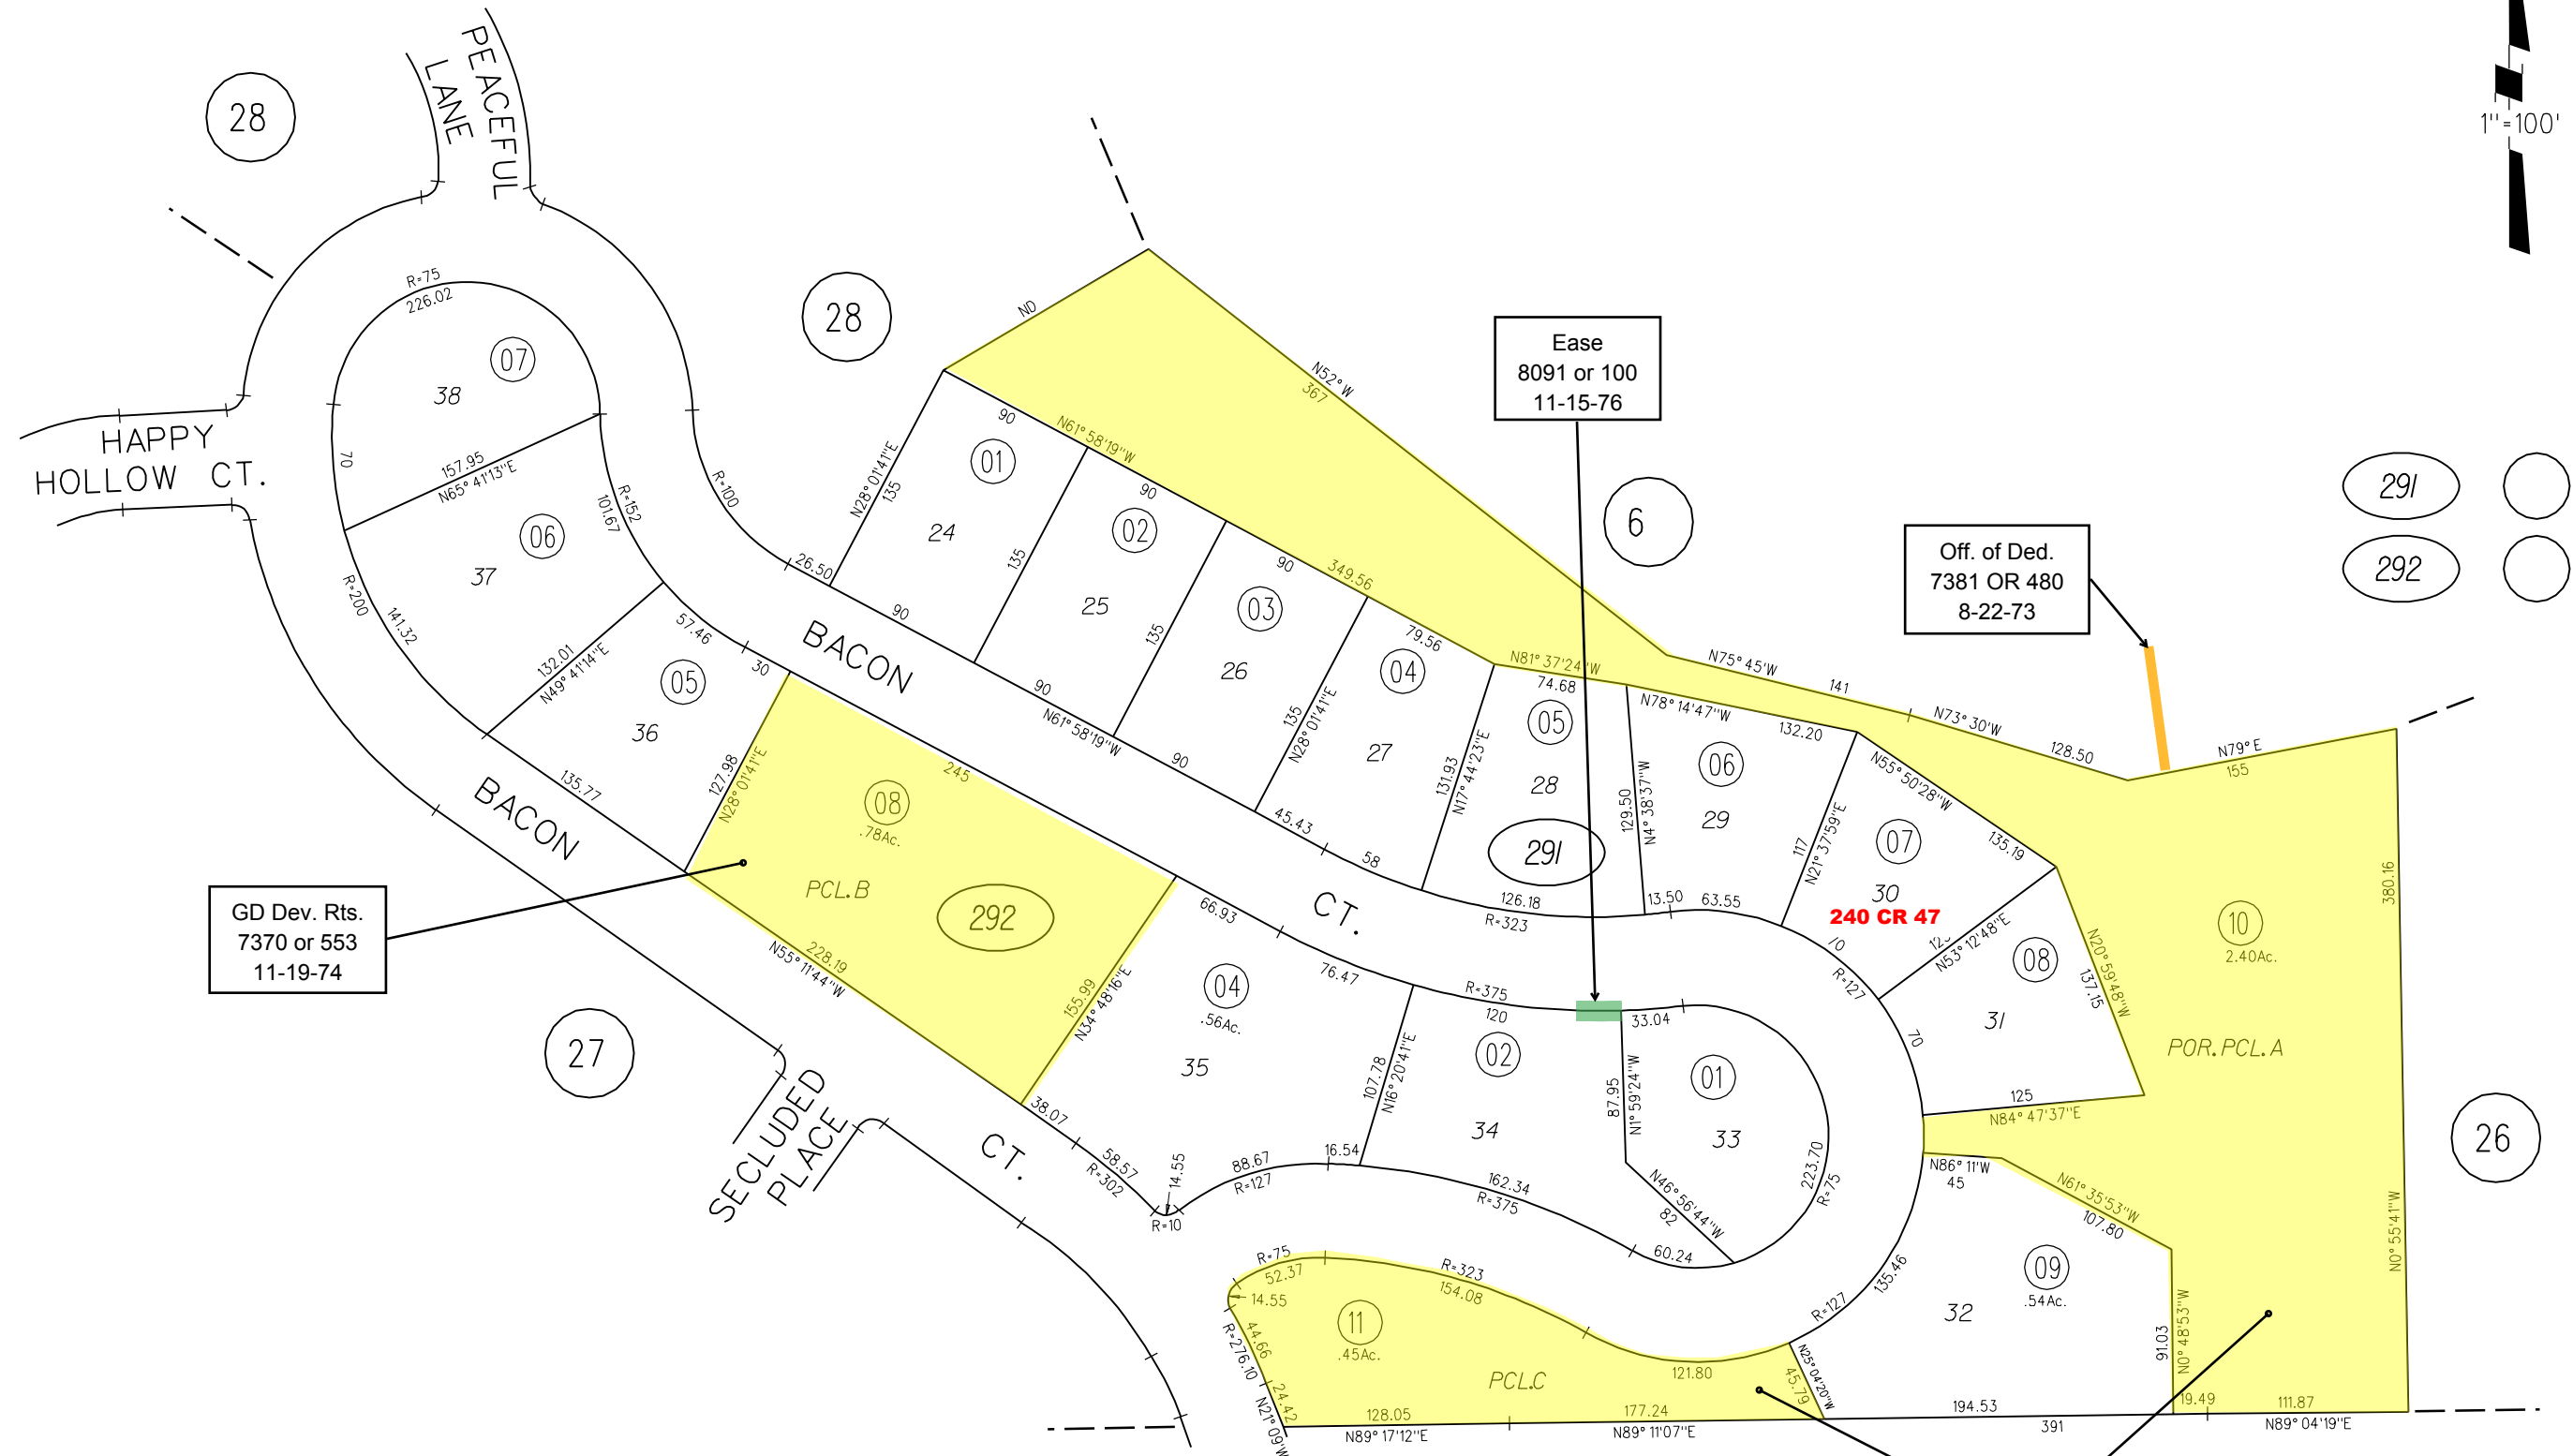 PEACEFUL
LANE
28
1"=100'
28
R=75
226.02
07
38
ND
HAPPY
HOLLOW CT.
70
157.95
N65° 41'13"E
06
37
R=152
101.67
R=100
R=200
141.32
132.01
N49° 41'14"E
57.46
30
05
36
26.50
90
N61° 58'19"W
N28° 01'41"E
135
01
24
90
90
135
02
25
90
90
135
03
26
349.56
N61° 58'19"W
90
79.56
N28° 01'41"E
135
04
27
45.43
58
N52° W
367
Ease
8091 or 100
11-15-76
6
Off. of Ded.
7381 OR 480
8-22-73
291
292
N81° 37'24"W
74.68
05
28
131.93
N17° 44'23"E
291
126.18
R=323
N75° 45'W
141
N78° 14'47"W
132.20
06
29
129.50
N4° 38'37"W
13.50
63.55
N73° 30'W
128.50
N79° E
155
N55° 50'28"W
135.19
07
30
240 CR 47
117
N21° 37'59"E
70
R=127
N53° 12'48"E
08
31
70
N20° 59'48"W
137.15
125
N84° 47'37"E
10
2.40Ac.
POR. PCL. A
380.16
N0° 55'41"W
26
BACON
CT.
BACON
CT.
135.77
127.98
N28° 01'41"E
245
08
.78Ac.
PCL. B
292
228.19
N55° 11'44"W
GD Dev. Rts.
7370 or 553
11-19-74
27
SECLUDED
PLACE
155.99
N34° 48'16"E
66.93
76.47
04
.56Ac.
35
38.07
58.57
R=302
14.55
R=10
88.67
R=127
16.54
107.78
N16° 20'41"E
R=375
120
02
34
162.34
R=375
33.04
87.95
N1° 59'24"W
01
33
N46° 56'44"W
82
223.70
R=75
60.24
N86° 11'W
45
N61° 35'53"W
107.80
135.46
R=127
09
.54Ac.
32
91.03
N0° 48'53"W
R=75
52.37
14.55
R=323
154.08
44.66
R=276.10
24.42
N21° 09'W
11
.45Ac.
PCL.C
121.80
N25° 04'20"W
45.79
128.05
N89° 17'12"E
177.24
N89° 11'07"E
194.53
391
19.49
111.87
N89° 04'19"E